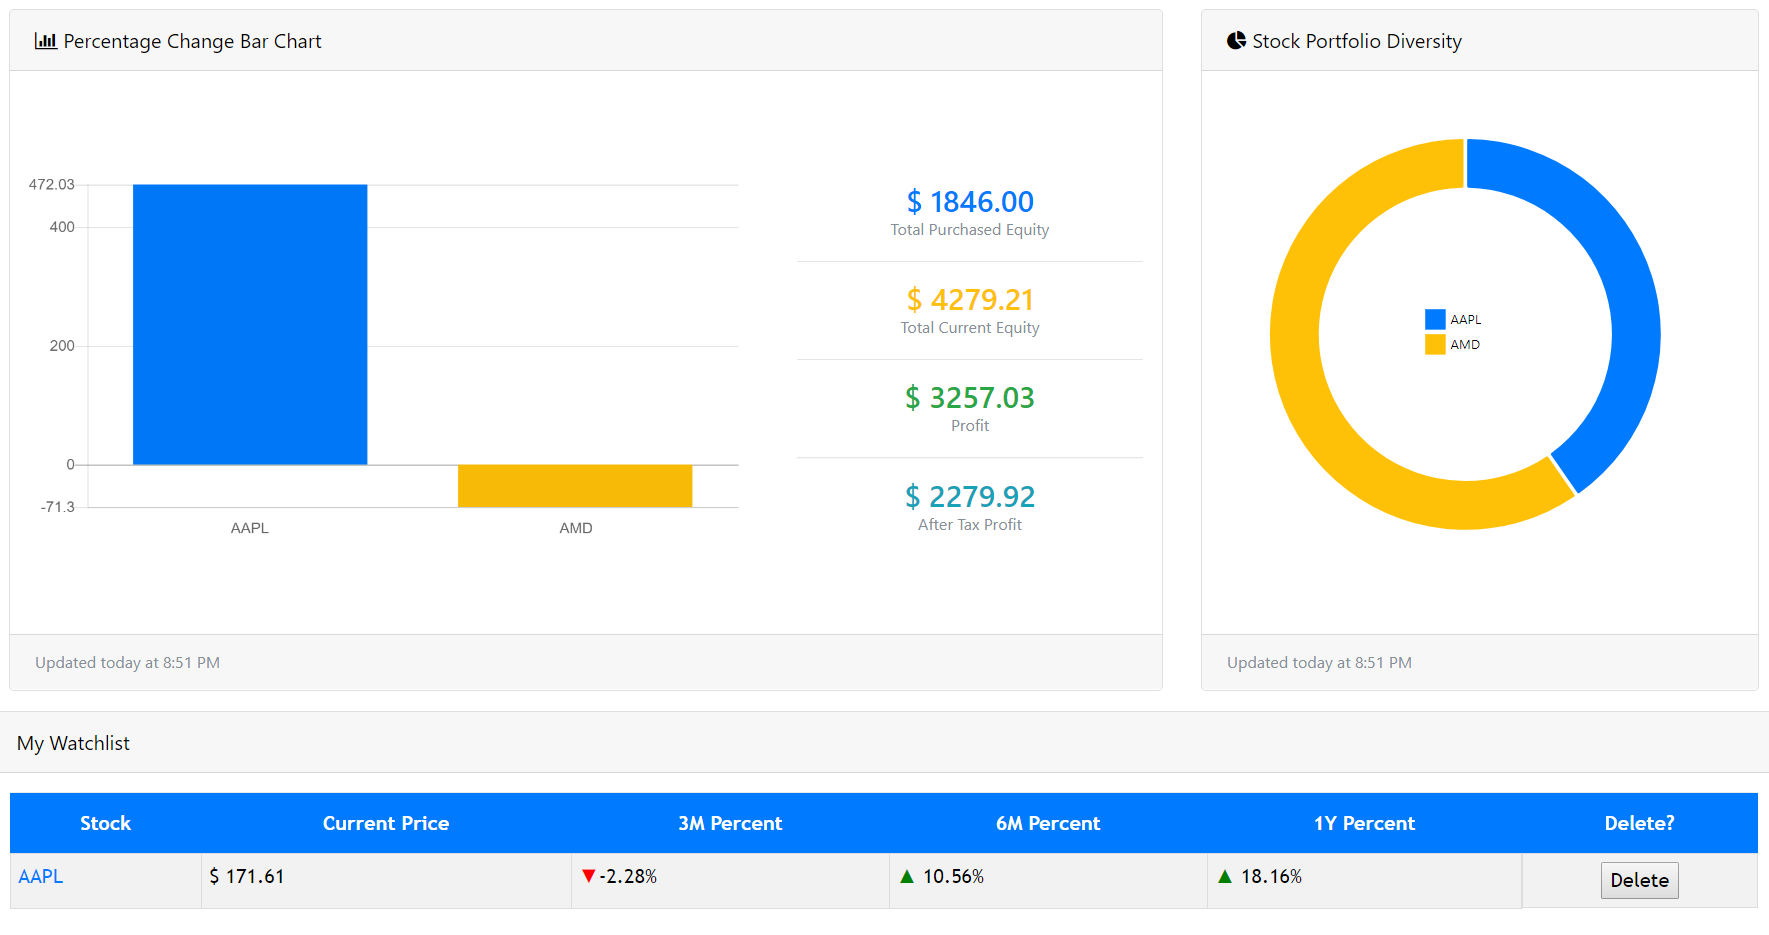 Percentage Change Bar Chart
472.03
400
200
0
-71.3
AAPL
AMD
$ 1846.00
Total Purchased Equity
$ 4279.21
Total Current Equity
$ 3257.03
Profit
$ 2279.92
After Tax Profit
Updated today at 8:51 PM
Stock Portfolio Diversity
AAPL
AMD
Updated today at 8:51 PM
My Watchlist
Stock Current Price 3M Percent 6M Percent 1Y Percent Delete?
AAPL $ 171.61 ▼-2.28% ▲ 10.56% ▲ 18.16% Delete